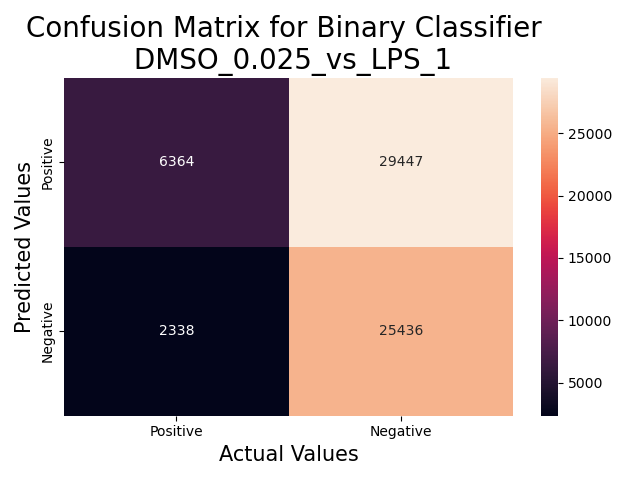 Confusion Matrix for Binary Classifier
DMSO_0.025_vs_LPS_1
Predicted Values
Positive
Negative
6364
29447
2338
25436
Positive
Negative
Actual Values
25000
20000
15000
10000
5000